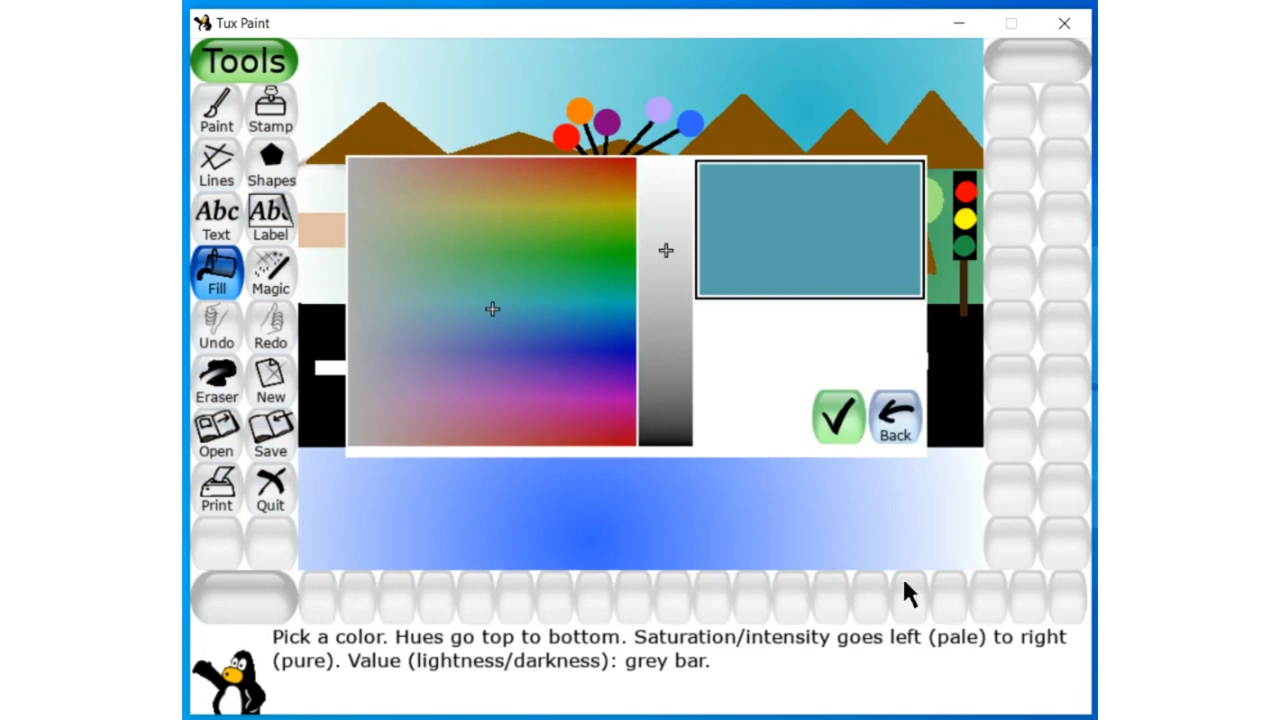 Tux Paint
Tools
Paint Stamp
Lines Shapes
Abc Abc
Text Label
Fill Magic
Undo Redo
Eraser New
Open Save
Print Quit
Back
Pick a color. Hues go top to bottom. Saturation/intensity goes left (pale) to right
(pure). Value (lightness/darkness): grey bar.